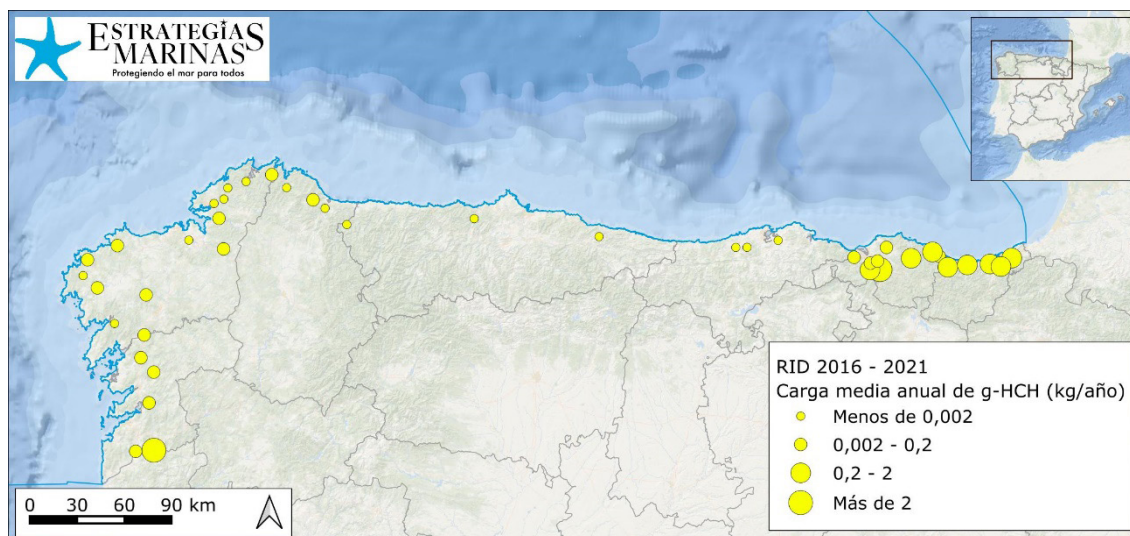 ESTRATEGIAS
MARINAS
Protegiendo el mar para todos
RID 2016 - 2021
Carga media anual de g-HCH (kg/año)
Menos de 0,002
0,002 - 0,2
0,2 - 2
Más de 2
0 30 60 90 km